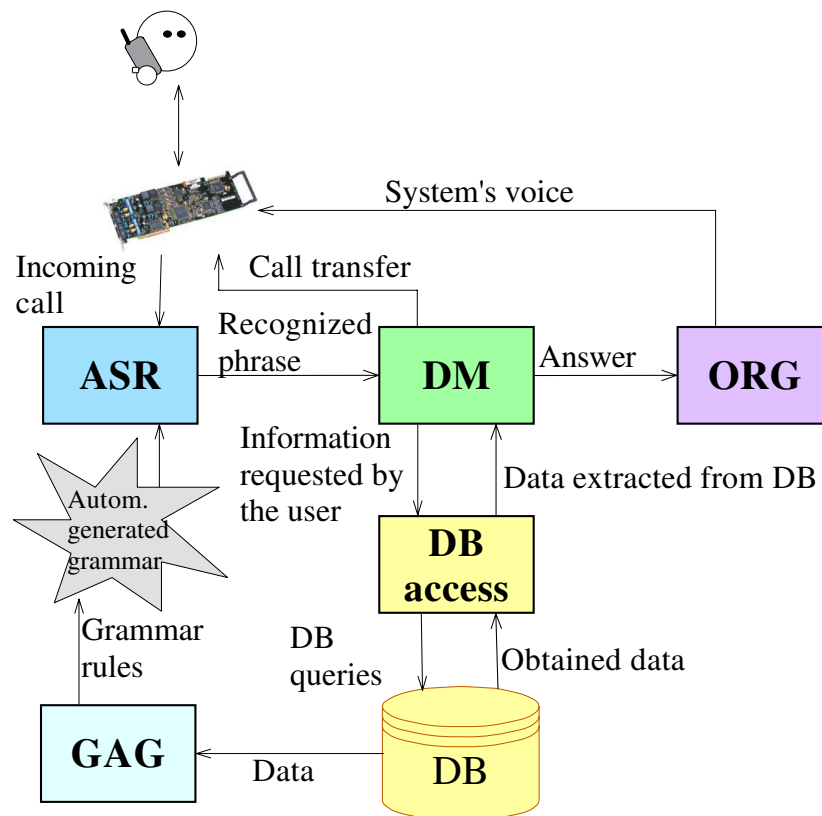 System's voice
Incoming
call
Call transfer
Recognized
phrase
ASR
DM
Answer
ORG
Information
requested by
the user
Data extracted from DB
Autom.
generated
grammar
DB
access
Grammar
rules
DB
queries
Obtained data
GAG
Data
DB